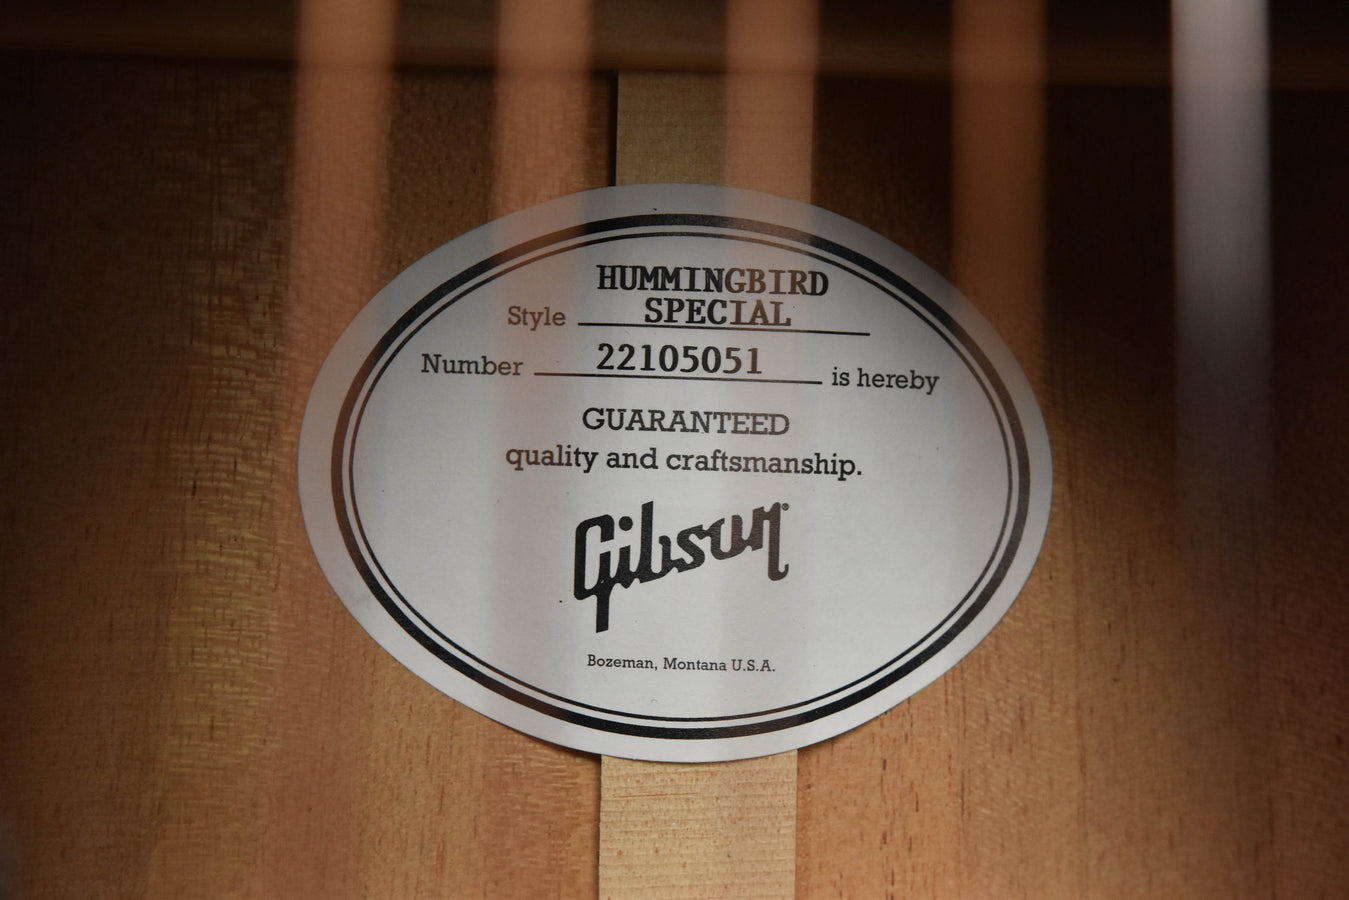 HUMMINGBIRD
Style SPECIAL
Number 22105051 is hereby
GUARANTEED
quality and craftsmanship.
Gibson
Bozeman, Montana U.S.A.